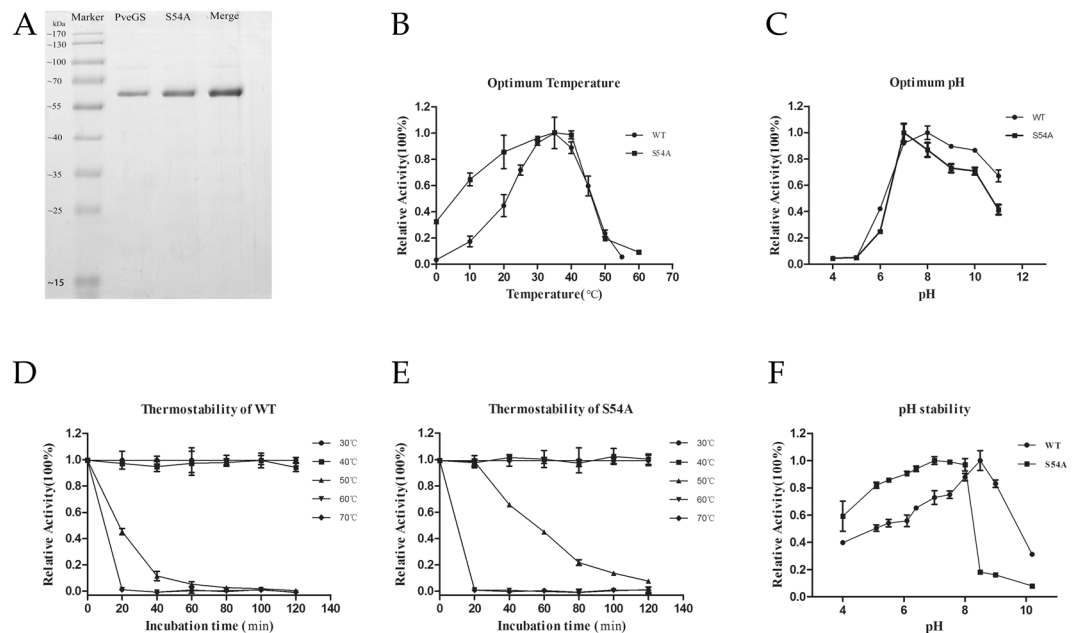 A
kDa
Marker PveGS S54A Merge
~170
~130
~100
~70
~55
~40
~35
~25
~15
B
Optimum Temperature
Relative Activity(100%)
1.2
1.0
0.8
0.6
0.4
0.2
0.0
0 10 20 30 40 50 60 70
Temperature(℃)
WT
S54A
C
Optimum pH
Relative Activity(100%)
1.2
1.0
0.8
0.6
0.4
0.2
0.0
4 6 8 10 12
pH
WT
S54A
D
Thermostability of WT
Relative Activity(100%)
1.2
1.0
0.8
0.6
0.4
0.2
0.0
0 20 40 60 80 100 120 140
Incubation time (min)
30℃
40℃
50℃
60℃
70℃
E
Thermostability of S54A
Relative Activity(100%)
1.2
1.0
0.8
0.6
0.4
0.2
0.0
0 20 40 60 80 100 120 140
Incubation time (min)
30℃
40℃
50℃
60℃
70℃
F
pH stability
Relative Activity(100%)
1.2
1.0
0.8
0.6
0.4
0.2
0.0
4 6 8 10
pH
WT
S54A